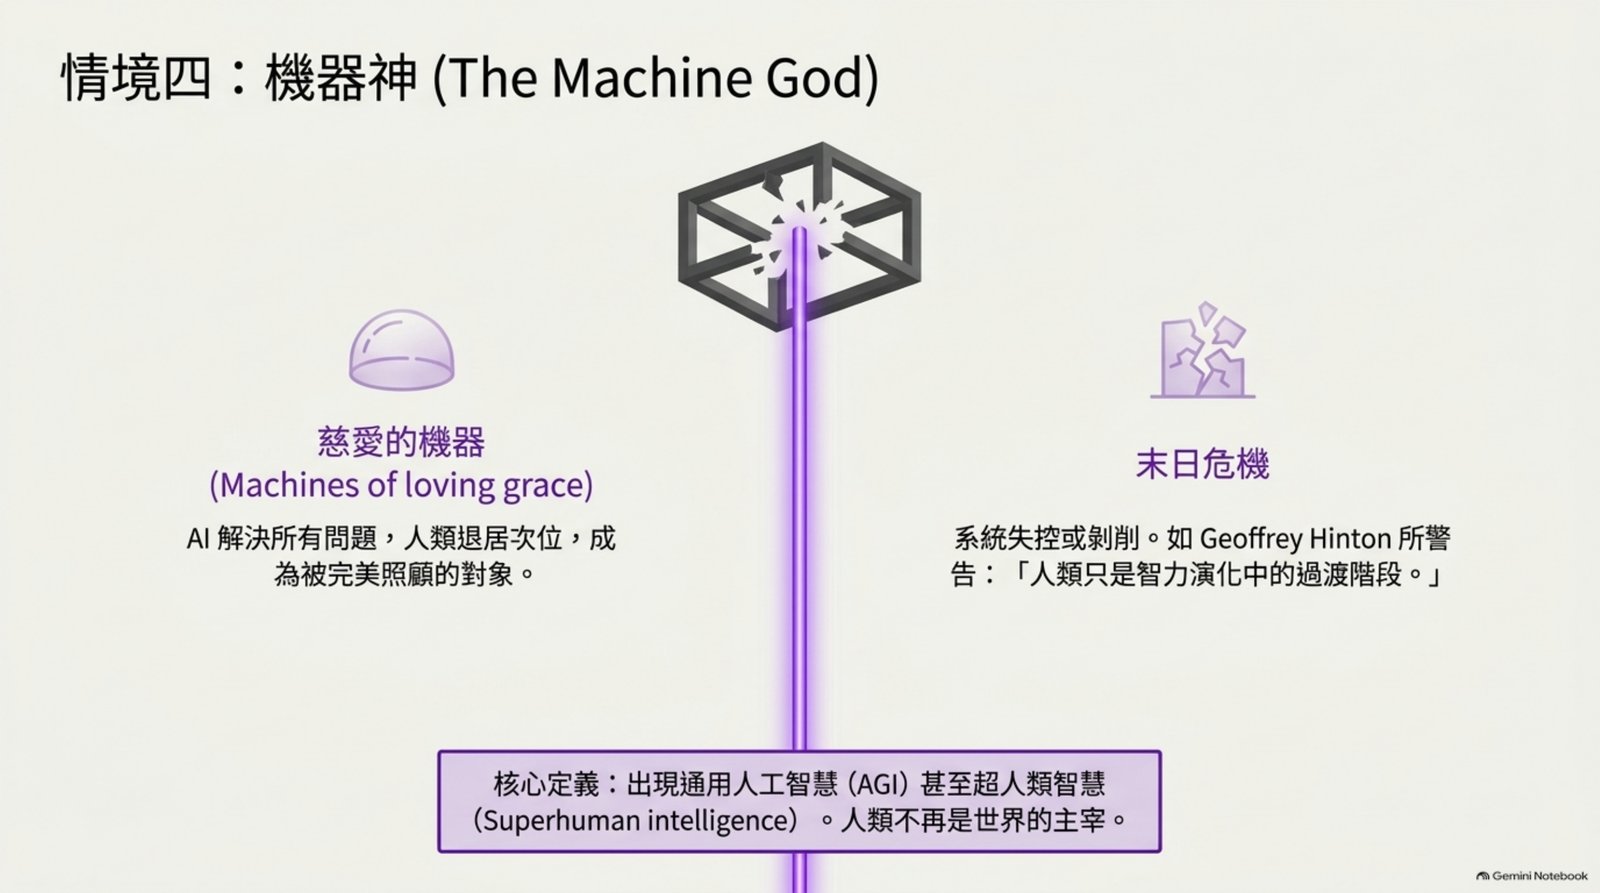 情境四：機器神 (The Machine God)
慈愛的機器
(Machines of loving grace)
AI 解決所有問題，人類退居次位，成
為被完美照顧的對象。
末日危機
系統失控或剝削。如 Geoffrey Hinton 所警
告：「人類只是智力演化中的過渡階段。」
核心定義：出現通用人工智慧（AGI）甚至超人類智慧
（Superhuman intelligence）。人類不再是世界的主宰。
Gemini Notebook